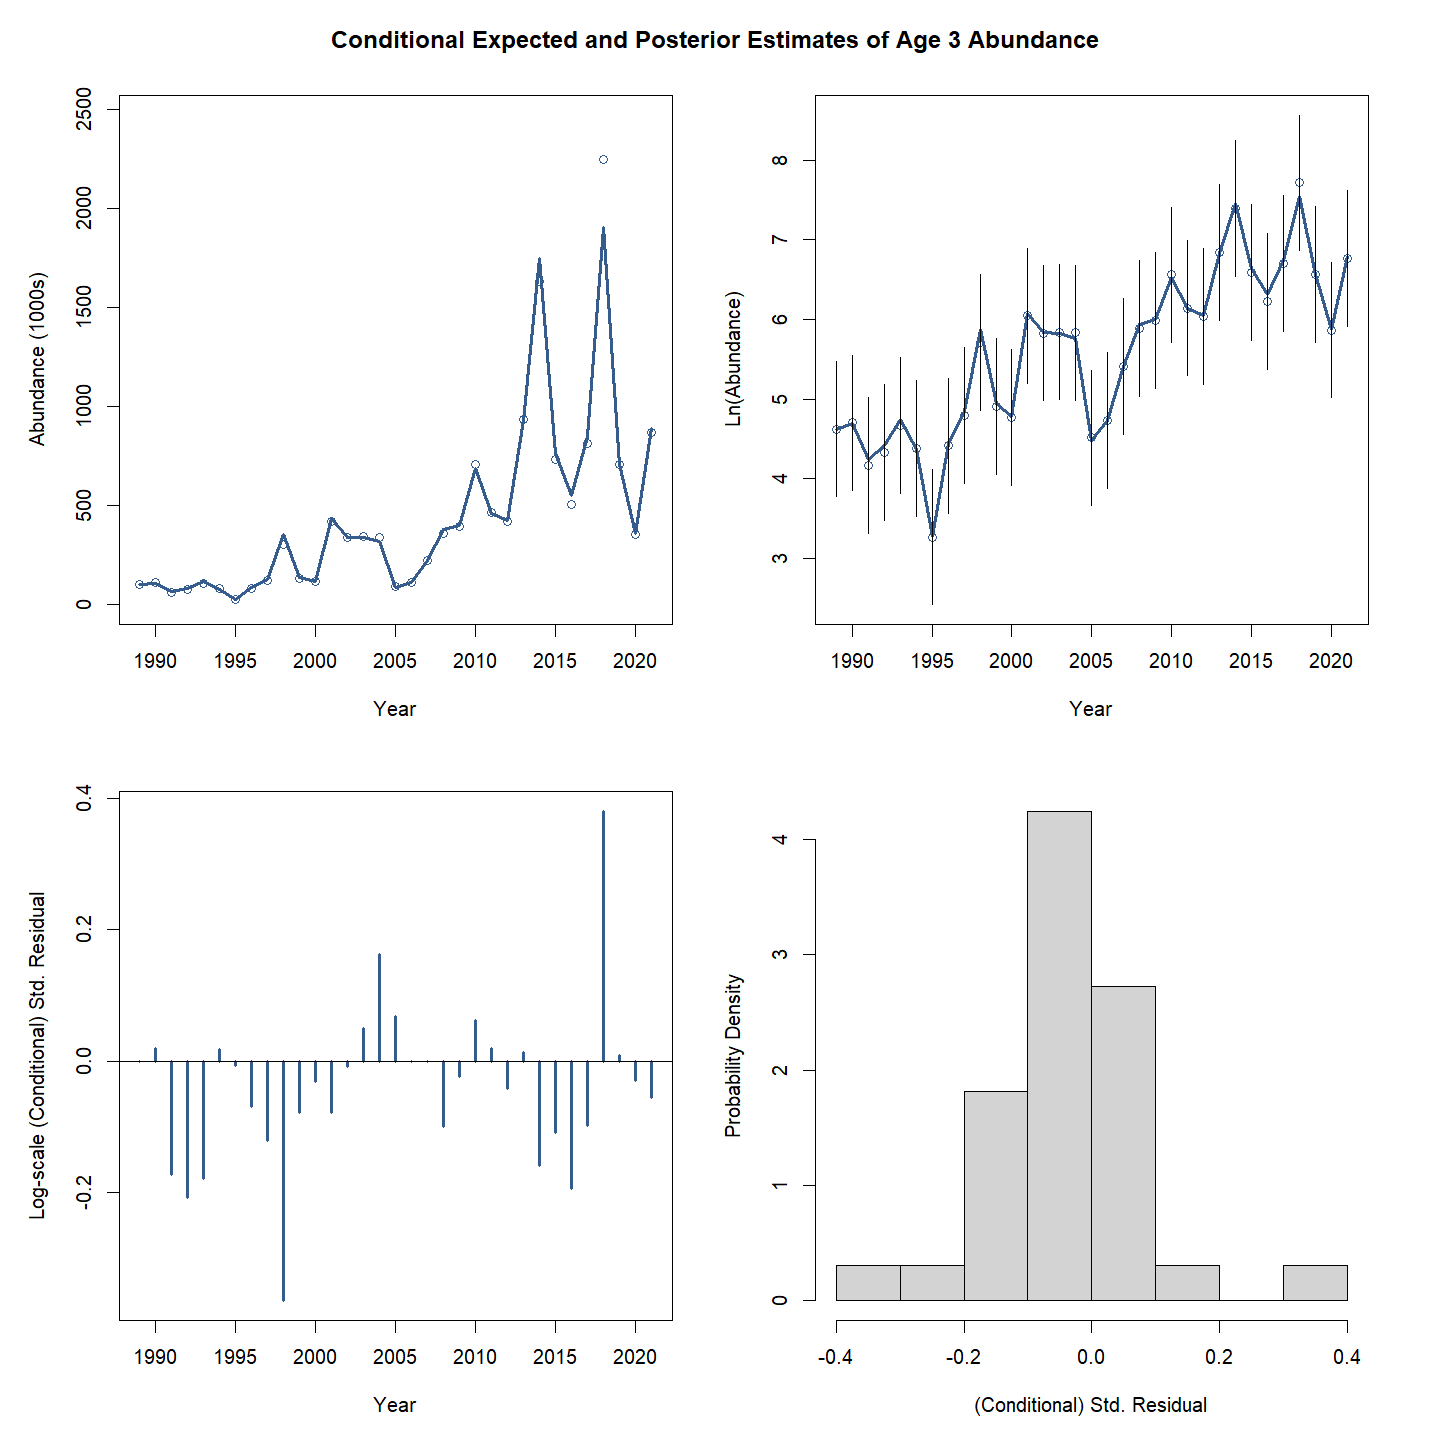 Conditional Expected and Posterior Estimates of Age 3 Abundance
Abundance (1000s)
2500
2000
1500
1000
500
0
1990 1995 2000 2005 2010 2015 2020
Year
Ln(Abundance)
8
7
6
5
4
3
1990 1995 2000 2005 2010 2015 2020
Year
Log-scale (Conditional) Std. Residual
0.4
0.2
0.0
-0.2
1990 1995 2000 2005 2010 2015 2020
Year
Probability Density
4
3
2
1
0
-0.4 -0.2 0.0 0.2 0.4
(Conditional) Std. Residual